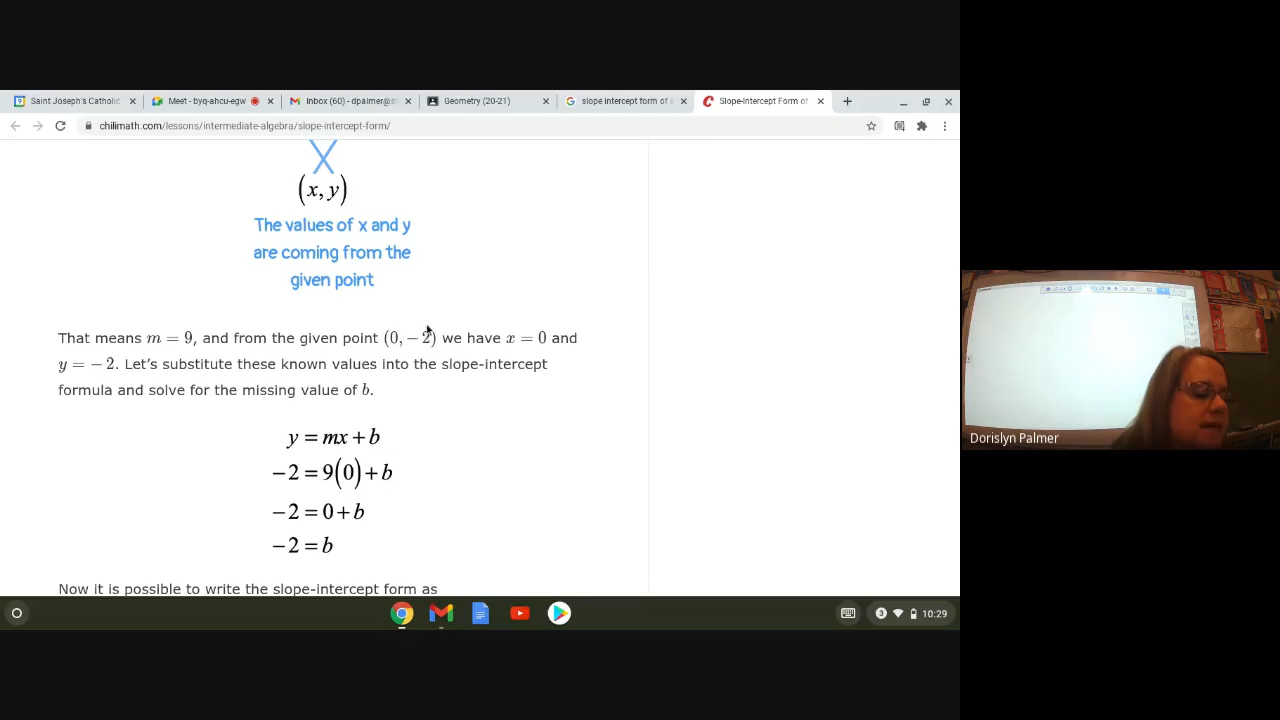 Saint Joseph's Catholic
Meet - byq-ahcu-egw
Inbox (60) - dpalmer@s
Geometry (20-21)
slope intercept form of
Slope-Intercept Form of
chilimath.com/lessons/intermediate-algebra/slope-intercept-form/
(x, y)
The values of x and y
are coming from the
given point
That means m = 9, and from the given point (0, −2) we have x = 0 and
y = −2. Let's substitute these known values into the slope-intercept
formula and solve for the missing value of b.
y = mx + b
−2 = 9(0) + b
−2 = 0 + b
−2 = b
Now it is possible to write the slope-intercept form as
10:29
Dorislyn Palmer